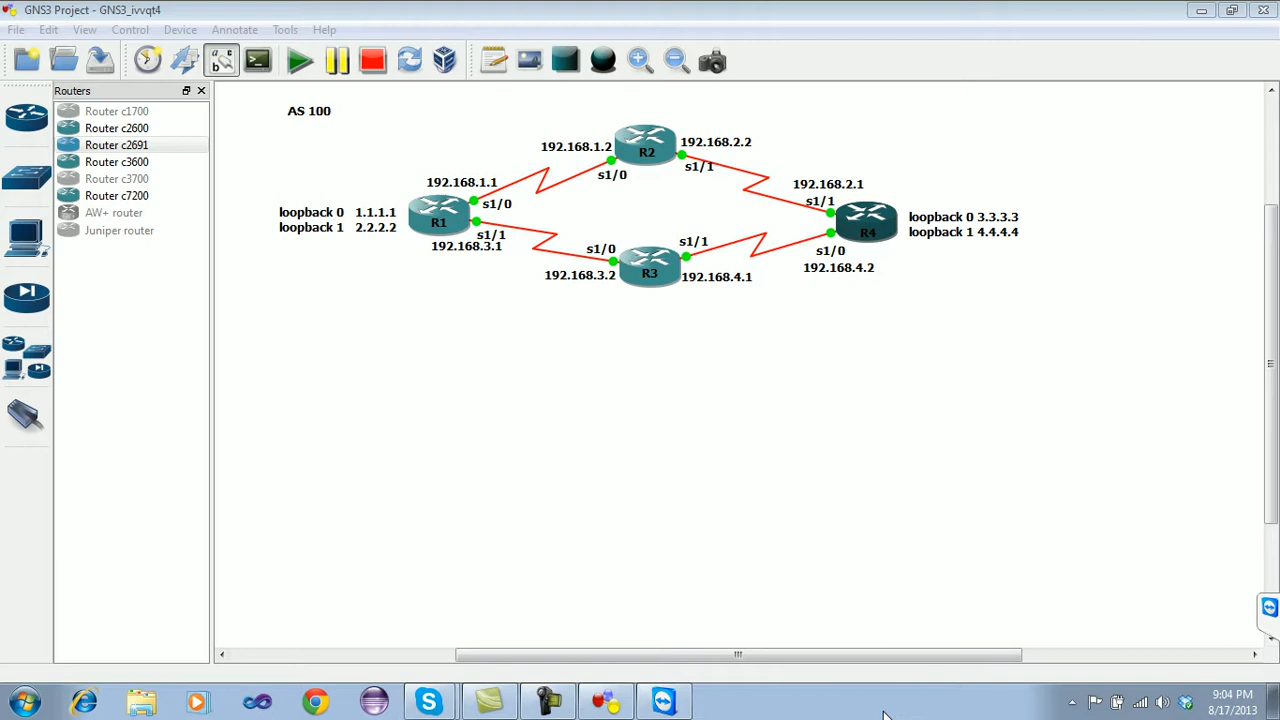 GNS3 Project - GNS3_ivvqt4
File Edit View Control Device Annotate Tools Help
Routers
Router c1700
Router c2600
Router c2691
Router c3600
Router c3700
Router c7200
AW+ router
Juniper router
AS 100
192.168.1.2
R2
192.168.2.2
s1/0
s1/1
192.168.1.1
s1/0
loopback 0 1.1.1.1
loopback 1 2.2.2.2
R1
s1/1
192.168.3.1
192.168.2.1
s1/1
R4
loopback 0 3.3.3.3
loopback 1 4.4.4.4
s1/0
192.168.4.2
s1/0
s1/1
R3
192.168.3.2
192.168.4.1
9:04 PM
8/17/2013